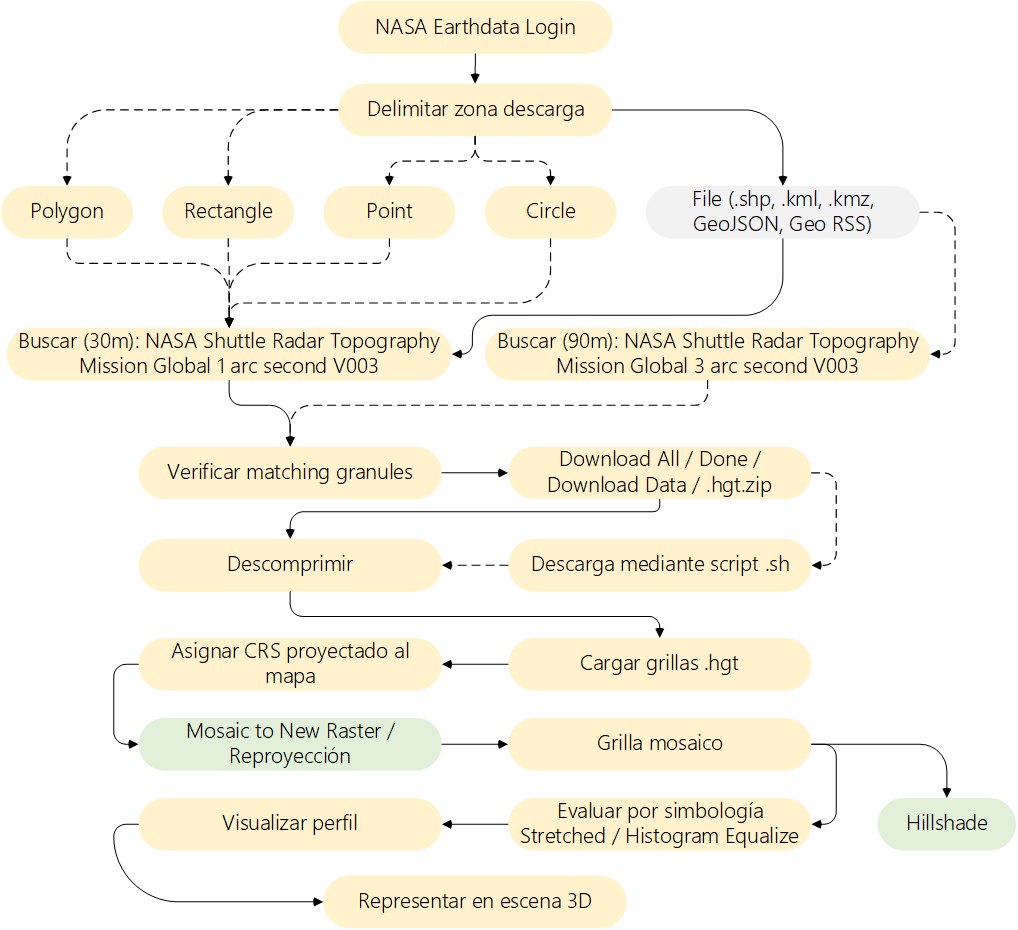 NASA Earthdata Login
Delimitar zona descarga
Polygon
Rectangle
Point
Circle
File (.shp, .kml, .kmz,
GeoJSON, Geo RSS)
Buscar (30m): NASA Shuttle Radar Topography
Mission Global 1 arc second V003
Buscar (90m): NASA Shuttle Radar Topography
Mission Global 3 arc second V003
Verificar matching granules
Download All / Done /
Download Data / .hgt.zip
Descomprimir
Descarga mediante script .sh
Asignar CRS proyectado al
mapa
Cargar grillas .hgt
Mosaic to New Raster /
Reproyección
Grilla mosaico
Visualizar perfil
Evaluar por simbología
Stretched / Histogram Equalize
Hillshade
Representar en escena 3D